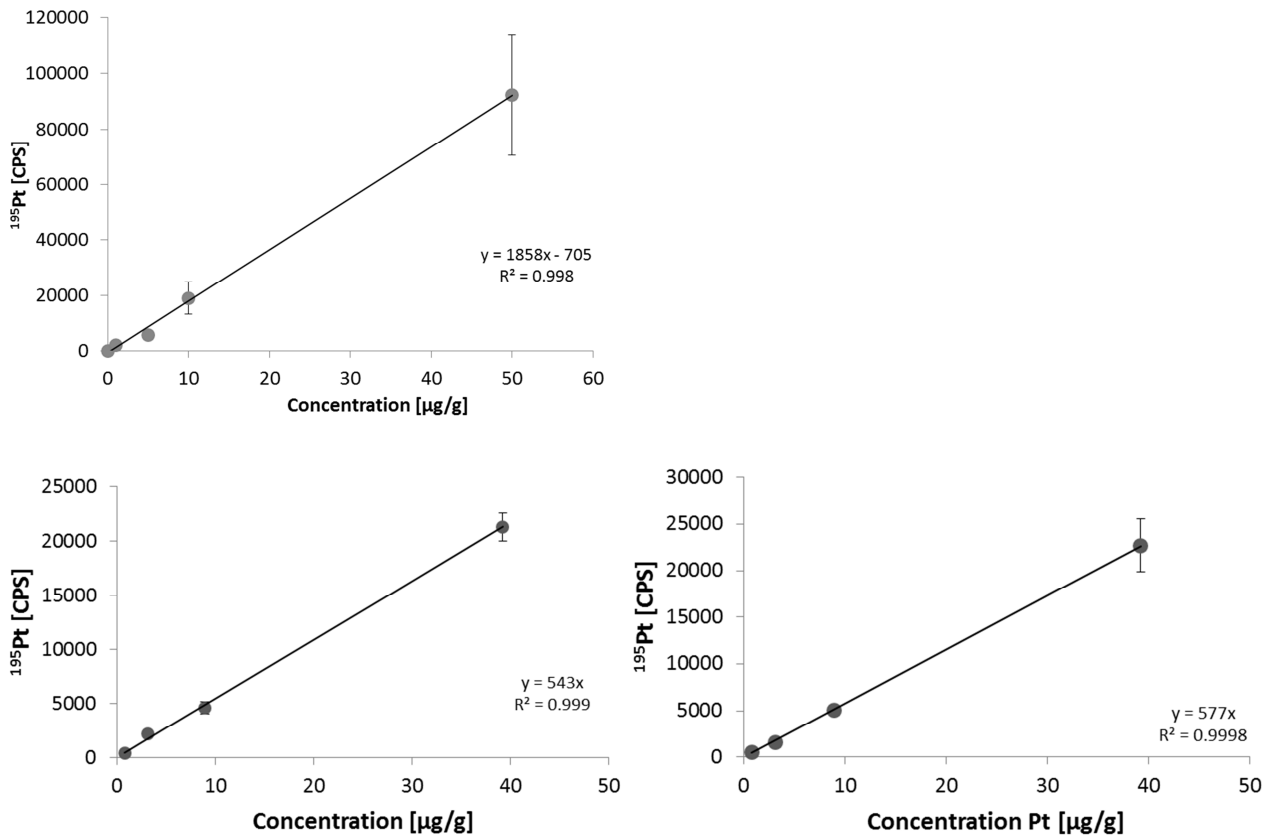 120000
100000
80000
60000
40000
20000
0
¹⁹⁵Pt [CPS]
y = 1858x - 705
R² = 0.998
0 10 20 30 40 50 60
Concentration [µg/g]
25000
20000
15000
10000
5000
0
¹⁹⁵Pt [CPS]
y = 543x
R² = 0.999
0 10 20 30 40 50
Concentration [µg/g]
30000
25000
20000
15000
10000
5000
0
¹⁹⁵Pt [CPS]
y = 577x
R² = 0.9998
0 10 20 30 40 50
Concentration Pt [µg/g]